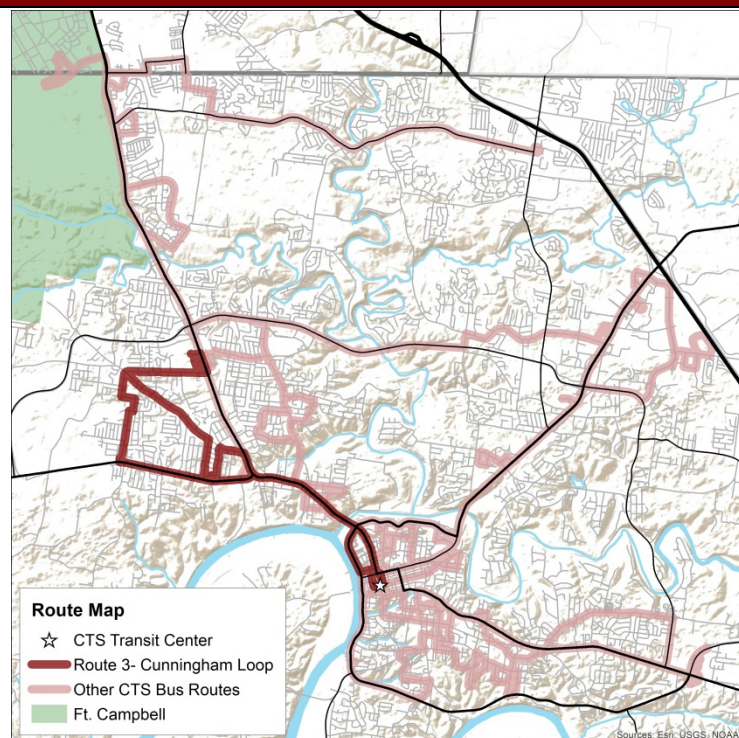 Route Map
CTS Transit Center
Route 3- Cunningham Loop
Other CTS Bus Routes
Ft. Campbell
Sources: Esri, USGS, NOAA